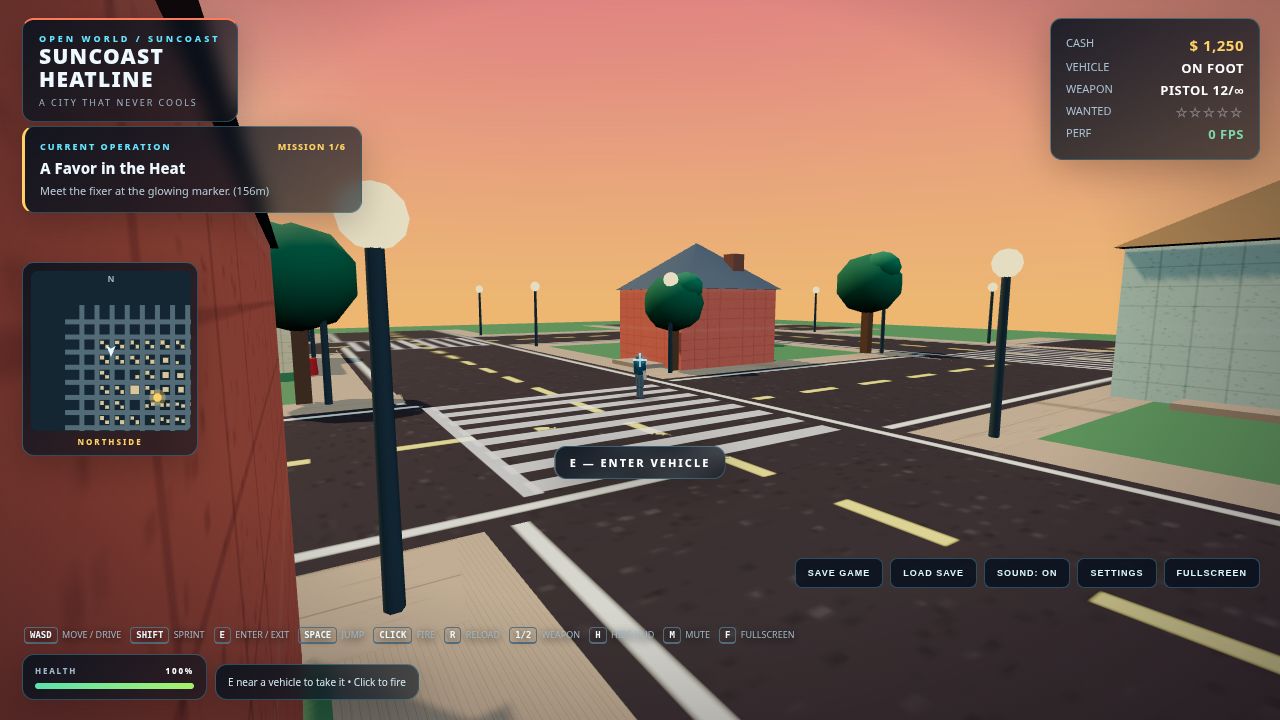 OPEN WORLD / SUNCOAST
SUNCOAST
HEATLINE
A CITY THAT NEVER COOLS
CURRENT OPERATION MISSION 1/6
A Favor in the Heat
Meet the fixer at the glowing marker. (156m)
CASH $ 1,250
VEHICLE ON FOOT
WEAPON PISTOL 12/∞
WANTED ☆☆☆☆☆
PERF 0 FPS
N
NORTHSIDE
E — ENTER VEHICLE
SAVE GAME LOAD SAVE SOUND: ON SETTINGS FULLSCREEN
WASD MOVE / DRIVE SHIFT SPRINT E ENTER / EXIT SPACE JUMP CLICK FIRE R RELOAD 1/2 WEAPON H M MUTE F FULLSCREEN
HEALTH 100%
E near a vehicle to take it • Click to fire